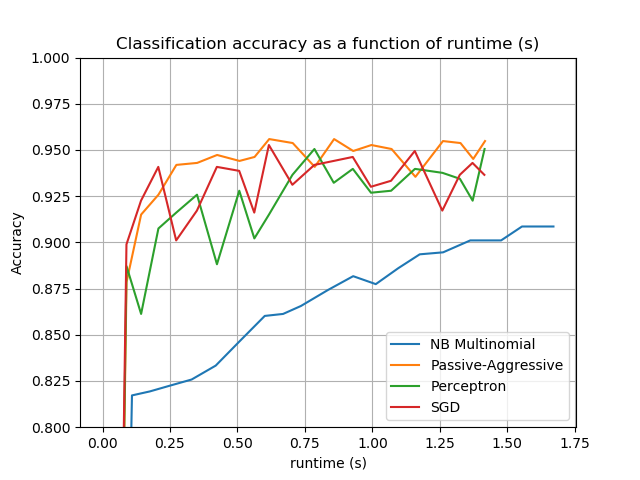 Classification accuracy as a function of runtime (s)
1.000
0.975
0.950
0.925
0.900
0.875
0.850
0.825
0.800
Accuracy
NB Multinomial
Passive-Aggressive
Perceptron
SGD
0.00 0.25 0.50 0.75 1.00 1.25 1.50 1.75
runtime (s)